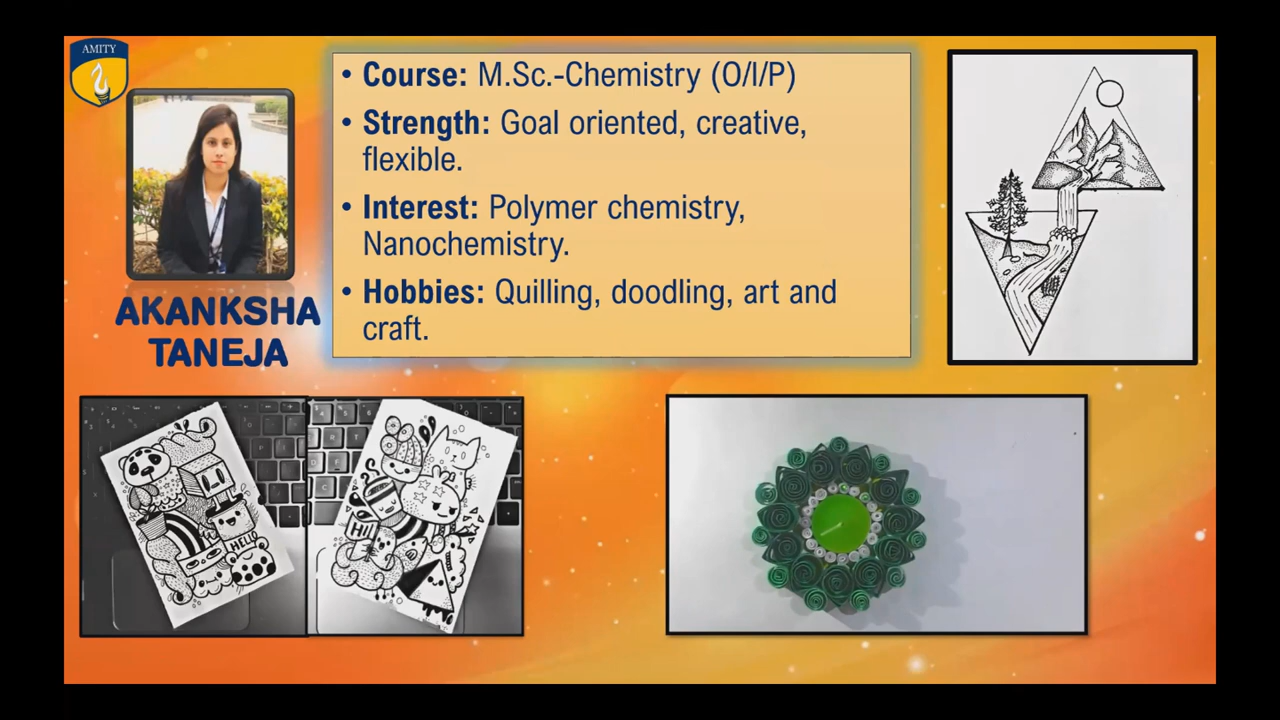 AMITY
• Course: M.Sc.-Chemistry (O/I/P)
• Strength: Goal oriented, creative,
flexible.
• Interest: Polymer chemistry,
Nanochemistry.
• Hobbies: Quilling, doodling, art and
craft.
AKANKSHA
TANEJA
HELLO
HI!